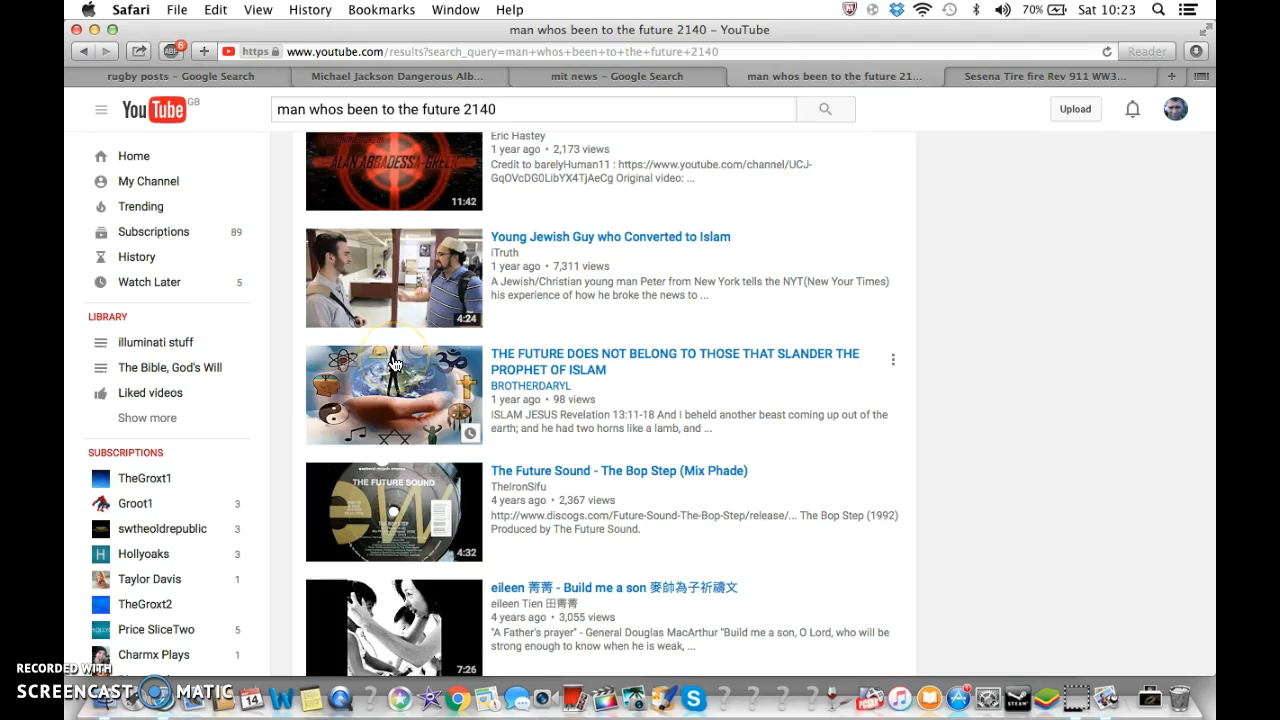 Safari File Edit View History Bookmarks Window Help 70% Sat 10:23
man whos been to the future 2140 – YouTube
6 https www.youtube.com/results?search_query=man+whos+been+to+the+future+2140 Reader
rugby posts – Google Search Michael Jackson Dangerous Alb... mit news – Google Search man whos been to the future 21... Sesena Tire fire Rev 911 WW3...
YouTube GB man whos been to the future 2140 Upload
Home
My Channel
Trending
Subscriptions 89
History
Watch Later 5
LIBRARY
illuminati stuff
The Bible, God's Will
Liked videos
Show more
SUBSCRIPTIONS
TheGroxt1
Groot1 3
swtheoldrepublic 3
Hollyoaks 3
Taylor Davis 1
TheGroxt2
Price SliceTwo 5
Charmx Plays 1
ALAN ABBADESSA-GREEN
11:42
Eric Hastey
1 year ago • 2,173 views
Credit to barelyHuman11 : https://www.youtube.com/channel/UCJ-
GqOVcDG0LibYX4TjAeCg Original video: ...
4:24
Young Jewish Guy who Converted to Islam
iTruth
1 year ago • 7,311 views
A Jewish/Christian young man Peter from New York tells the NYT(New Your Times)
his experience of how he broke the news to ...
THE FUTURE DOES NOT BELONG TO THOSE THAT SLANDER THE
PROPHET OF ISLAM
BROTHERDARYL
1 year ago • 98 views
ISLAM JESUS Revelation 13:11-18 And I beheld another beast coming up out of the
earth; and he had two horns like a lamb, and ...
THE FUTURE SOUND
4:32
The Future Sound - The Bop Step (Mix Phade)
TheIronSifu
4 years ago • 2,367 views
http://www.discogs.com/Future-Sound-The-Bop-Step/release/... The Bop Step (1992)
Produced by The Future Sound.
7:26
eileen 菁菁 - Build me a son 麥帥為子祈禱文
eileen Tien 田菁菁
4 years ago • 3,055 views
"A Father's prayer" - General Douglas MacArthur "Build me a son, O Lord, who will be
strong enough to know when he is weak, ...
RECORDED WITH
SCREENCAST MATIC
14
STEAM